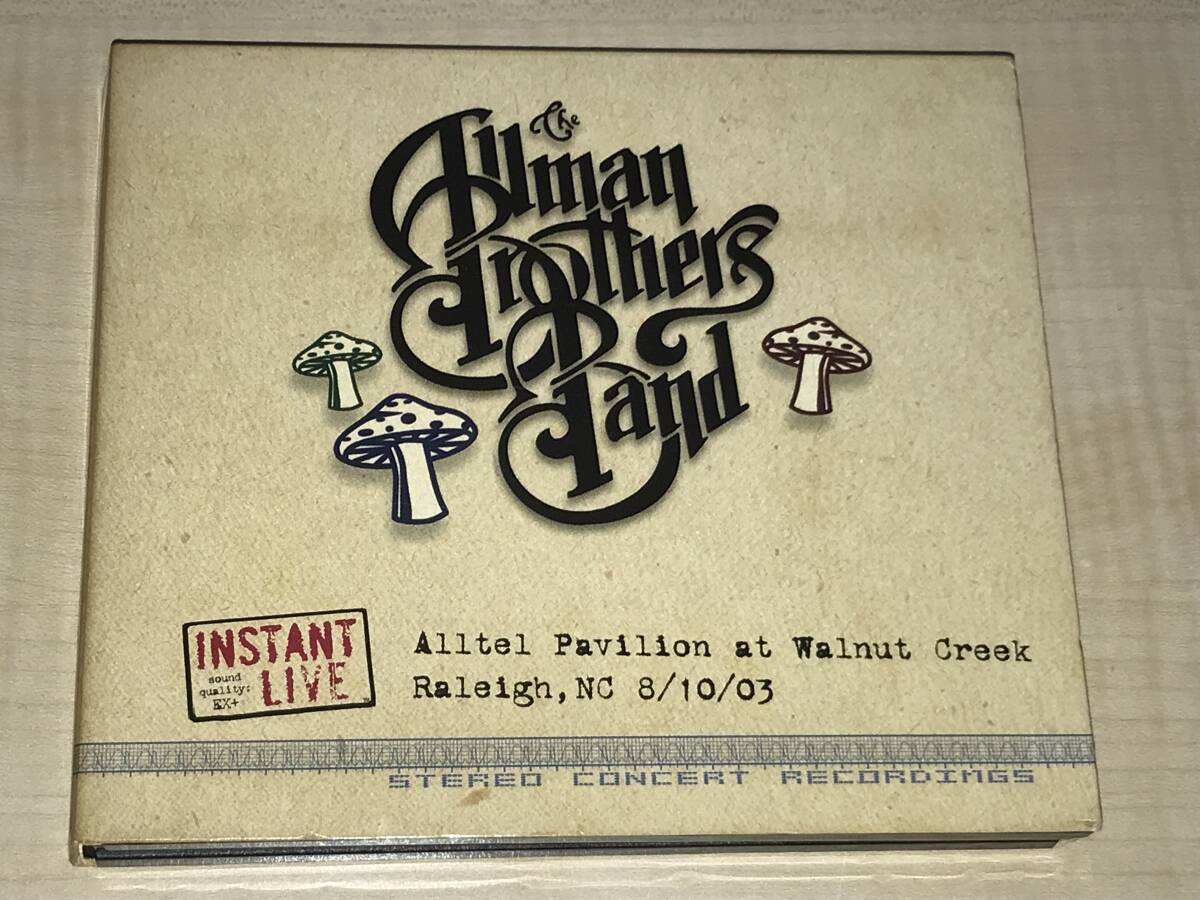 The
Allman
Brothers
Band
INSTANT
LIVE
sound
quality:
EX+
Alltel Pavilion at Walnut Creek
Raleigh, NC 8/10/03
STEREO CONCERT RECORDINGS